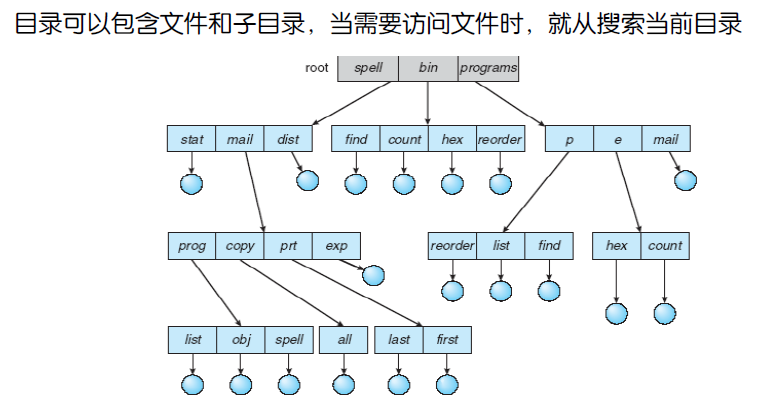 目录可以包含文件和子目录，当需要访问文件时，就从搜索当前目录
root spell bin programs
stat mail dist find count hex reorder p e mail
prog copy prt exp reorder list find hex count
list obj spell all last first